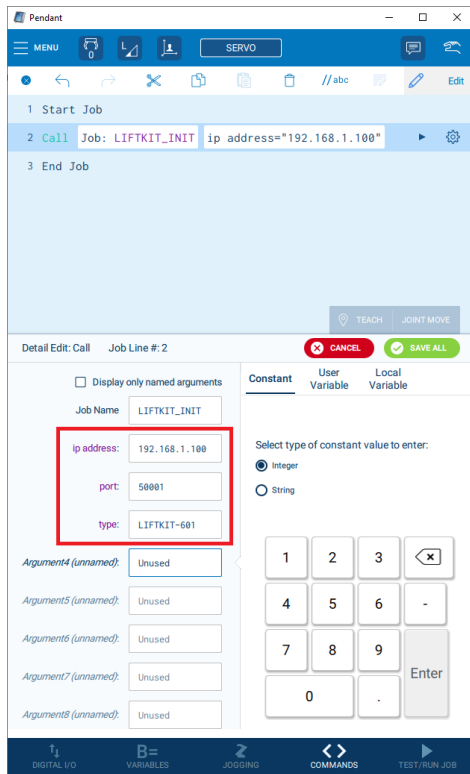 Pendant
MENU 0 SERVO
//abc Edit
1 Start Job
2 Call Job: LIFTKIT_INIT ip address="192.168.1.100"
3 End Job
TEACH JOINT MOVE
Detail Edit: Call Job Line #: 2 CANCEL SAVE ALL
Display only named arguments
Job Name LIFTKIT_INIT
ip address: 192.168.1.100
port: 50001
type: LIFTKIT-601
Argument4 (unnamed): Unused
Argument5 (unnamed): Unused
Argument6 (unnamed): Unused
Argument7 (unnamed): Unused
Argument8 (unnamed): Unused
Constant User Variable Local Variable
Select type of constant value to enter:
Integer
String
1 2 3
4 5 6 -
7 8 9 Enter
0 .
DIGITAL I/O B= VARIABLES JOGGING COMMANDS TEST/RUN JOB